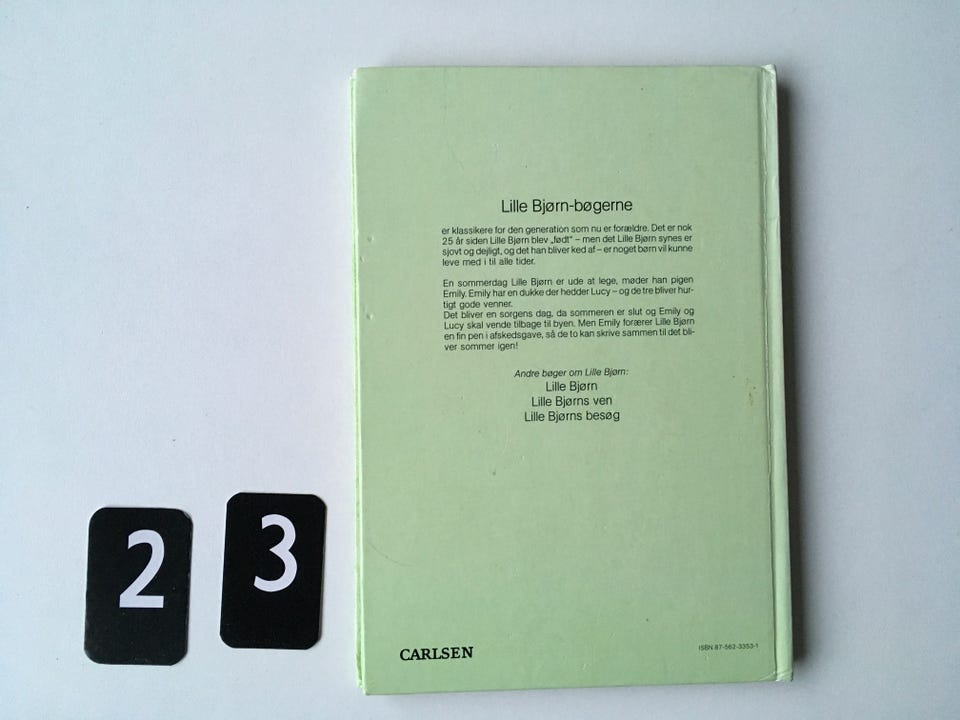 Lille Bjørn-bøgerne
er klassikere for den generation som nu er forældre. Det er nok
25 år siden Lille Bjørn blev „født“ – men det Lille Bjørn synes er
sjovt og dejligt, og det han bliver ked af – er noget børn vil kunne
leve med i til alle tider.
En sommerdag Lille Bjørn er ude at lege, møder han pigen
Emily. Emily har en dukke der hedder Lucy – og de tre bliver hur-
tigt gode venner.
Det bliver en sorgens dag, da sommeren er slut og Emily og
Lucy skal vende tilbage til byen. Men Emily forærer Lille Bjørn
en fin pen i afskedsgave, så de to kan skrive sammen til det bli-
ver sommer igen!
Andre bøger om Lille Bjørn:
Lille Bjørn
Lille Bjørns ven
Lille Bjørns besøg
2 3
CARLSEN
ISBN 87-562-3353-1